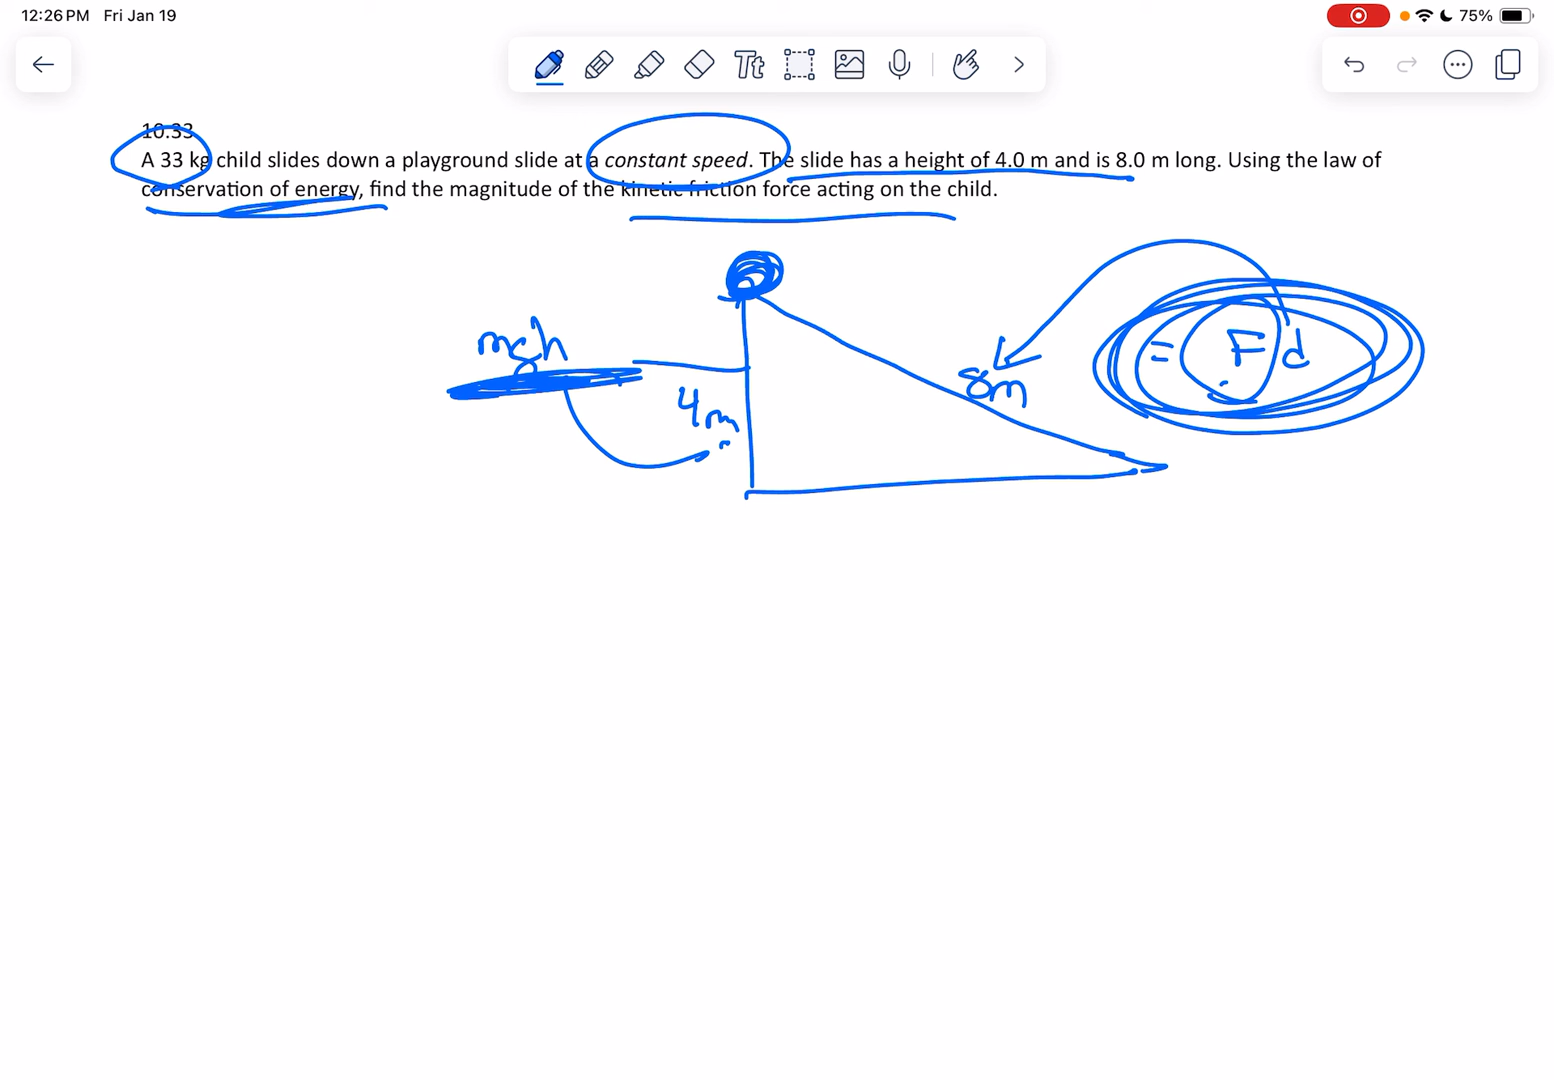 12:26 PM Fri Jan 19
75%
Tt
10.33
A 33 kg child slides down a playground slide at a constant speed. The slide has a height of 4.0 m and is 8.0 m long. Using the law of
conservation of energy, find the magnitude of the kinetic friction force acting on the child.
mgh
= Fd
8m
4m